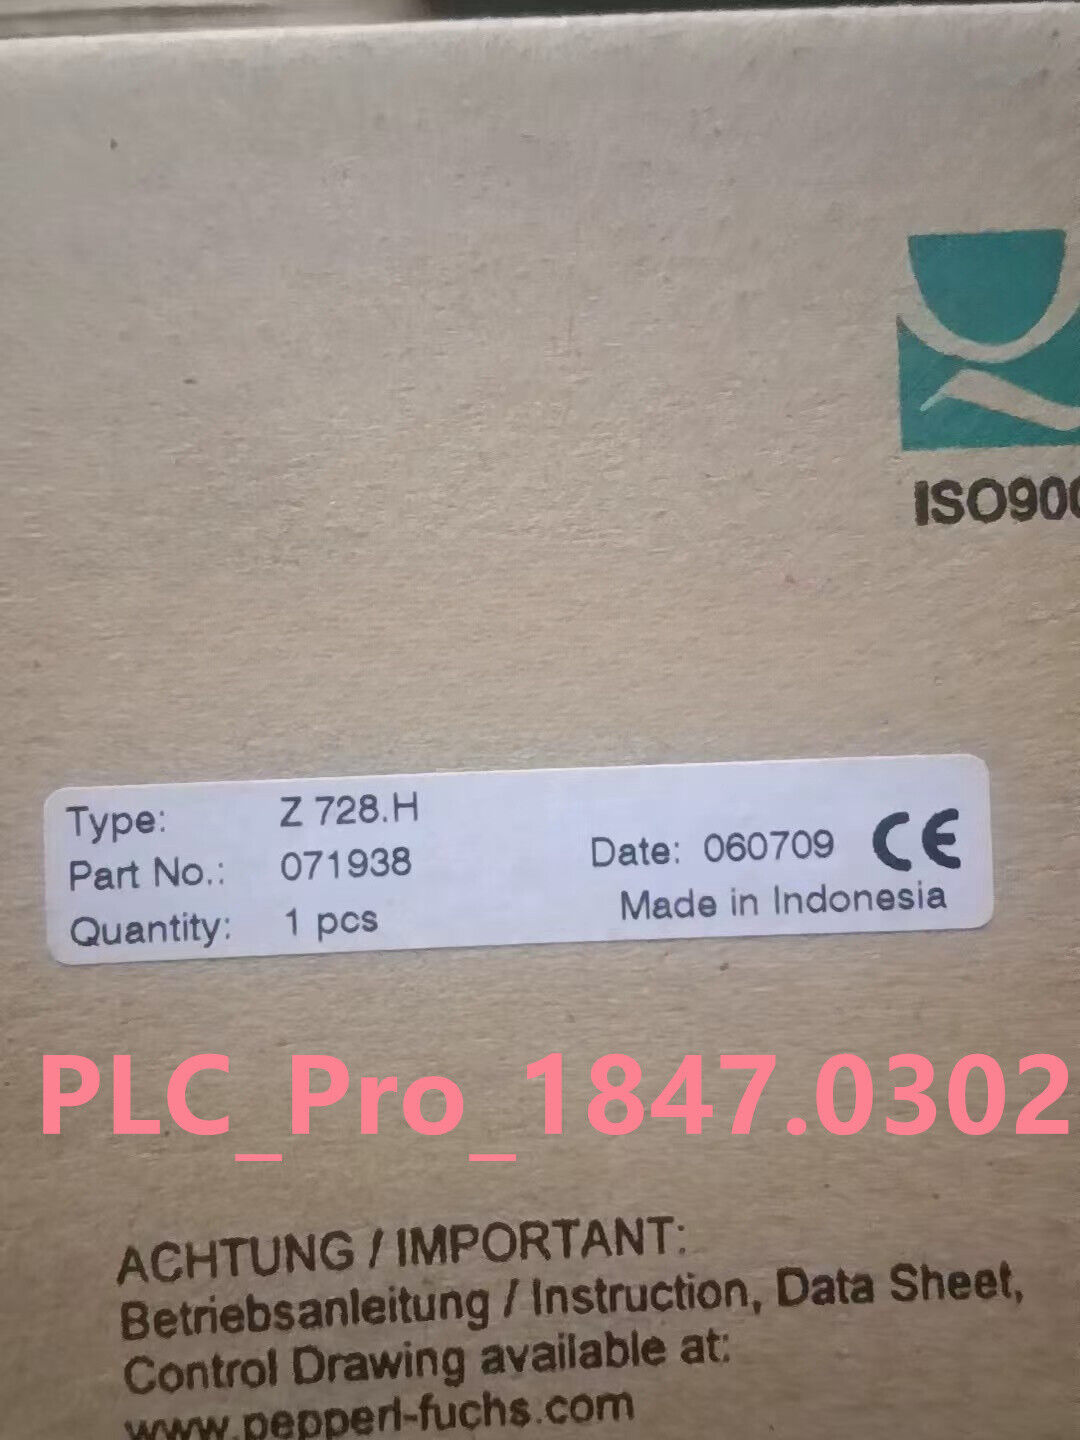 ISO900
Type: Z 728.H
Part No.: 071938
Quantity: 1 pcs
Date: 060709 CE
Made in Indonesia
PLC_Pro_1847.0302
ACHTUNG / IMPORTANT:
Betriebsanleitung / Instruction, Data Sheet,
Control Drawing available at:
www.pepperl-fuchs.com